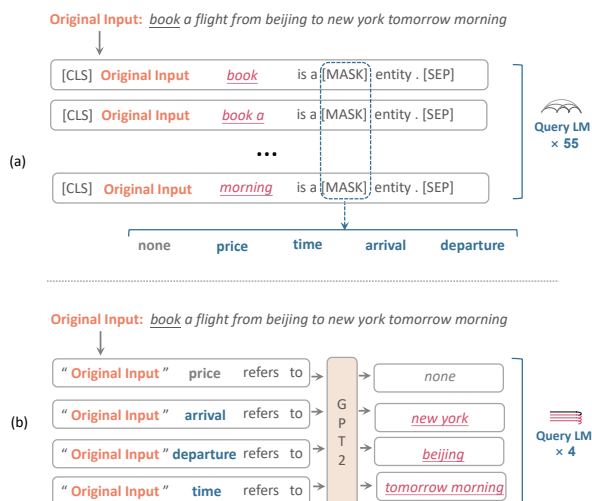 Original Input: book a flight from beijing to new york tomorrow morning
[CLS] Original Input book is a [MASK] entity . [SEP]
[CLS] Original Input book a is a [MASK] entity . [SEP]
...
[CLS] Original Input morning is a [MASK] entity . [SEP]
Query LM
× 55
(a)
none price time arrival departure
Original Input: book a flight from beijing to new york tomorrow morning
" Original Input " price refers to
none
" Original Input " arrival refers to
new york
" Original Input " departure refers to
beijing
" Original Input " time refers to
tomorrow morning
GPT2
Query LM
× 4
(b)